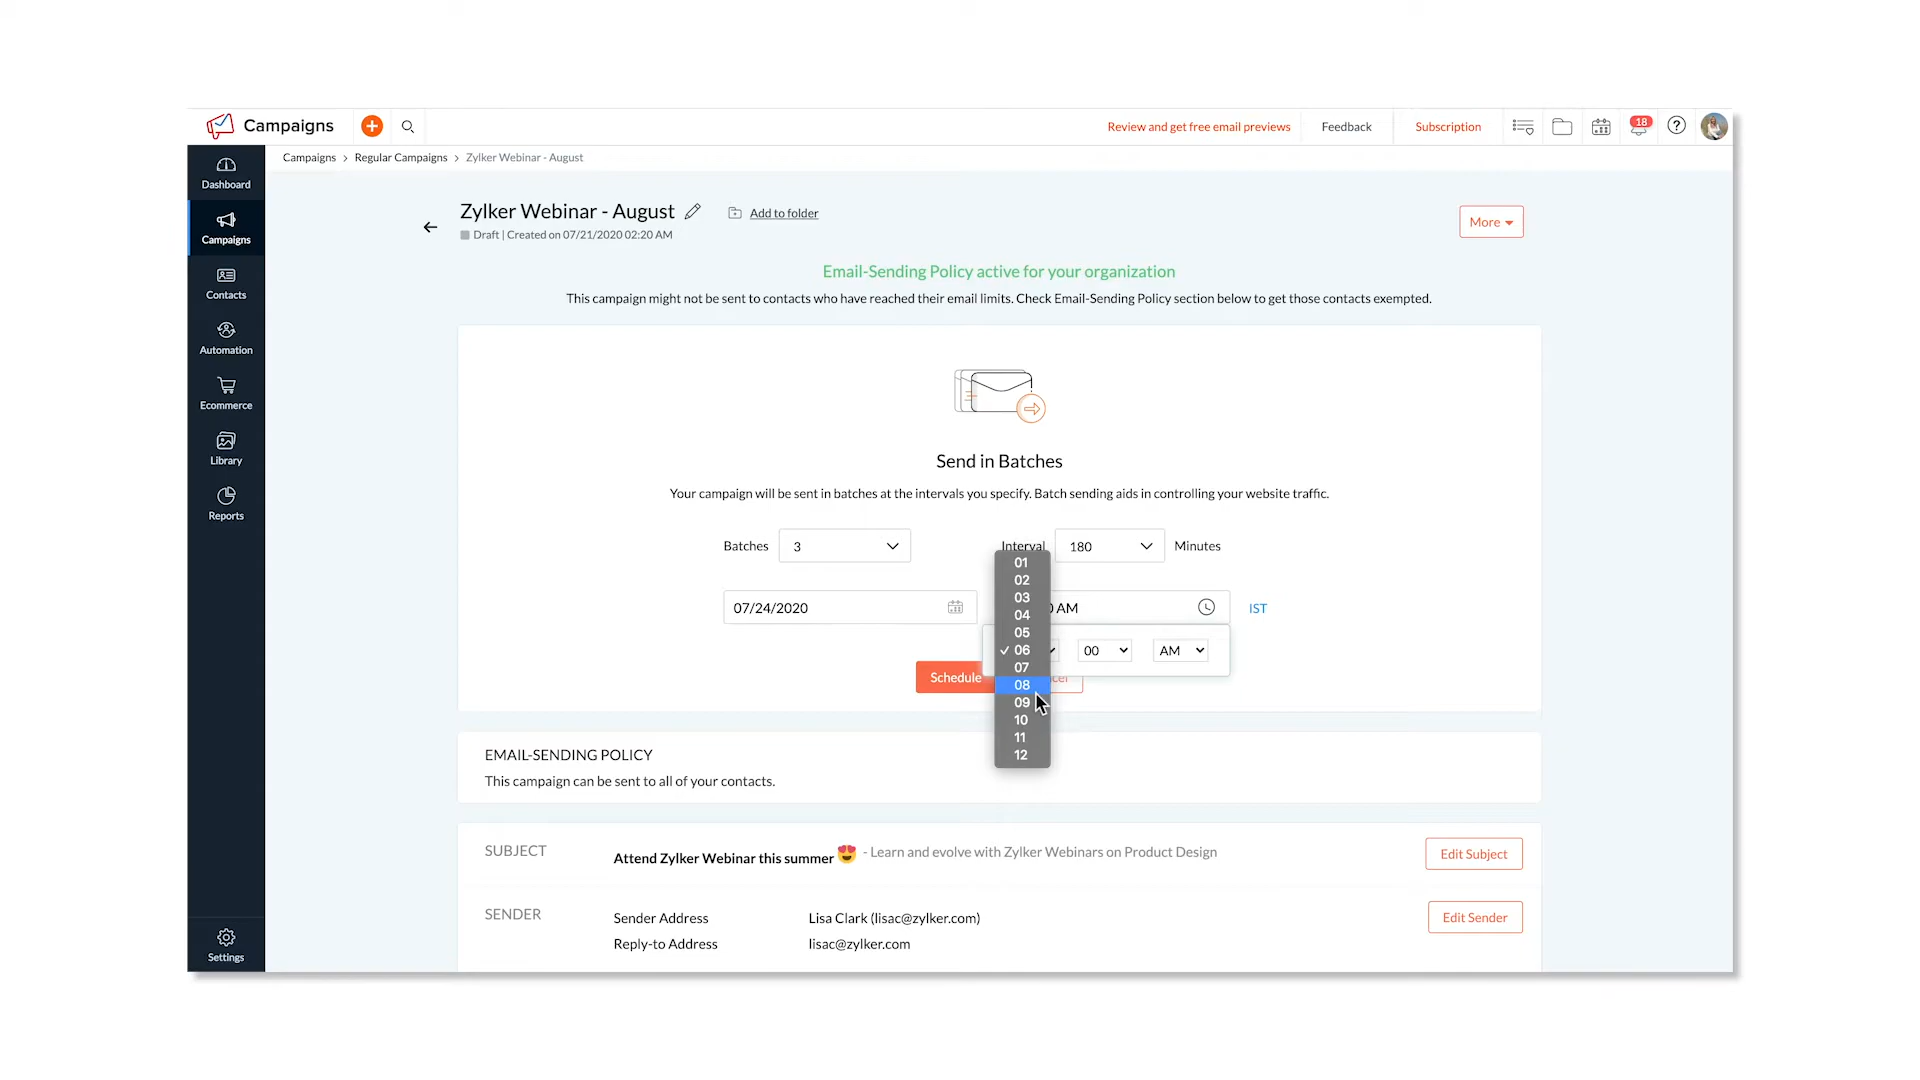 Campaigns
Review and get free email previews
Feedback
Subscription
18
Campaigns > Regular Campaigns > Zylker Webinar - August
Dashboard
Campaigns
Contacts
Automation
Ecommerce
Library
Reports
Settings
Zylker Webinar - August
Add to folder
More
Draft | Created on 07/21/2020 02:20 AM
Email-Sending Policy active for your organization
This campaign might not be sent to contacts who have reached their email limits. Check Email-Sending Policy section below to get those contacts exempted.
Send in Batches
Your campaign will be sent in batches at the intervals you specify. Batch sending aids in controlling your website traffic.
Batches 3 Interval 180 Minutes
07/24/2020 AM IST
01
02
03
04
05
✓ 06 00 AM
07
Schedule
08
09
10
11
12
EMAIL-SENDING POLICY
This campaign can be sent to all of your contacts.
SUBJECT Attend Zylker Webinar this summer 😍 - Learn and evolve with Zylker Webinars on Product Design Edit Subject
SENDER Sender Address Lisa Clark (lisac@zylker.com) Edit Sender
Reply-to Address lisac@zylker.com